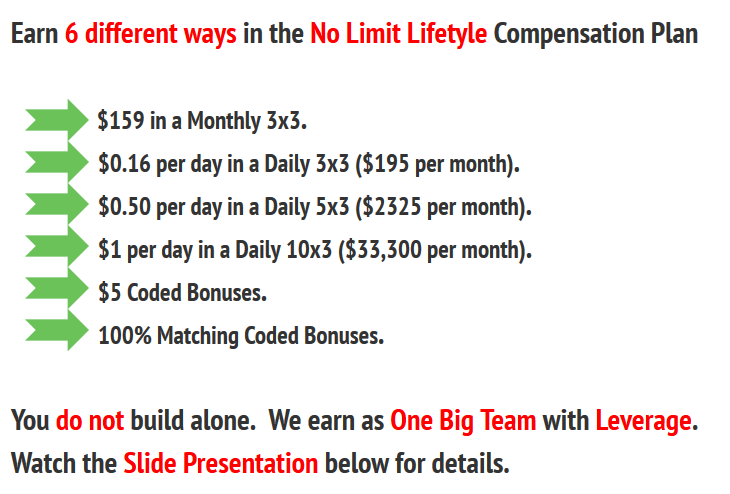 Earn 6 different ways in the No Limit Lifetyle Compensation Plan
$159 in a Monthly 3x3.
$0.16 per day in a Daily 3x3 ($195 per month).
$0.50 per day in a Daily 5x3 ($2325 per month).
$1 per day in a Daily 10x3 ($33,300 per month).
$5 Coded Bonuses.
100% Matching Coded Bonuses.
You do not build alone.  We earn as One Big Team with Leverage.
Watch the Slide Presentation below for details.